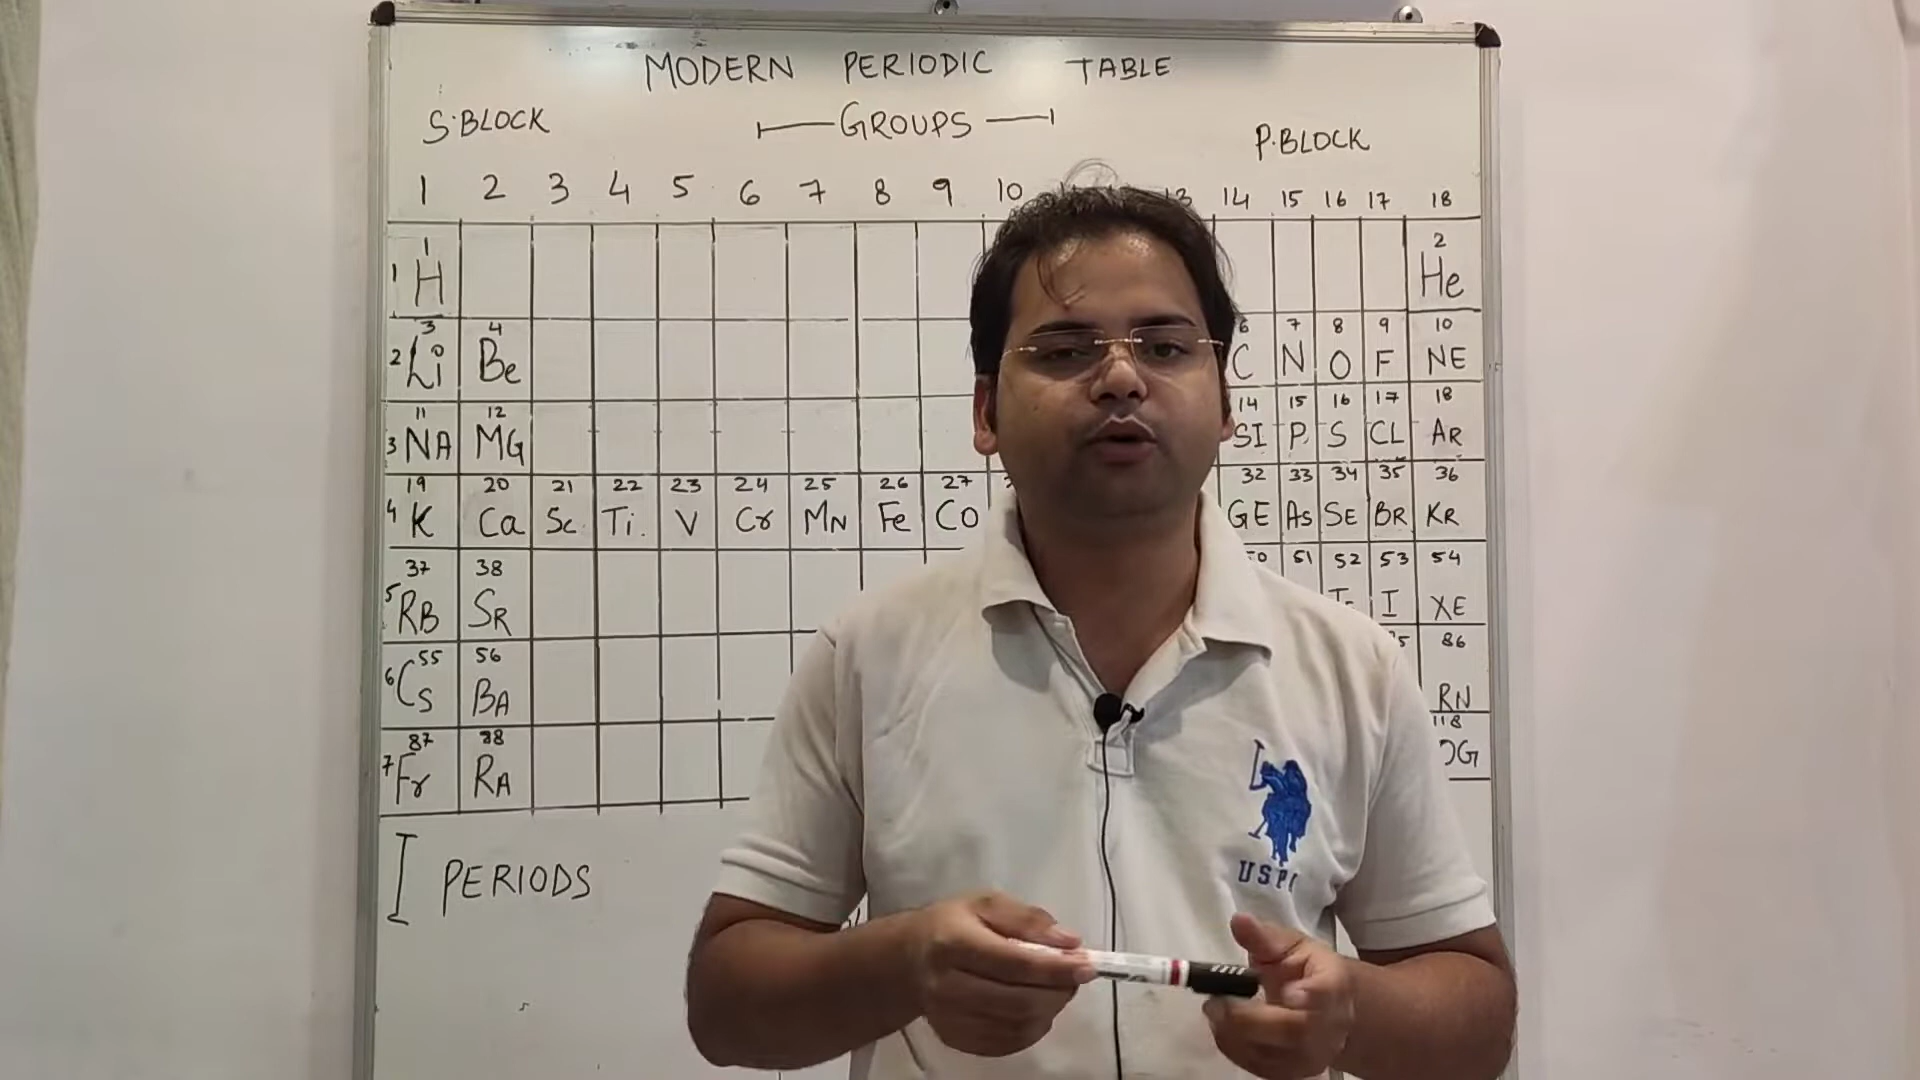 MODERN PERIODIC TABLE
S.BLOCK GROUPS P.BLOCK
1 2 3 4 5 6 7 8 9 10 13 14 15 16 17 18
1 2
1 H He
3 4 6 7 8 9 10
2 Li Be C N O F NE
11 12 14 15 16 17 18
3 NA MG SI P S CL AR
19 20 21 22 23 24 25 26 27 32 33 34 35 36
4 K Ca Sc Ti. V Cr MN Fe CO GE AS SE BR KR
37 38 51 52 53 54
5 RB SR I XE
55 56 86
6 CS BA RN
87 88 118
7 Fr RA
PERIODS
USP